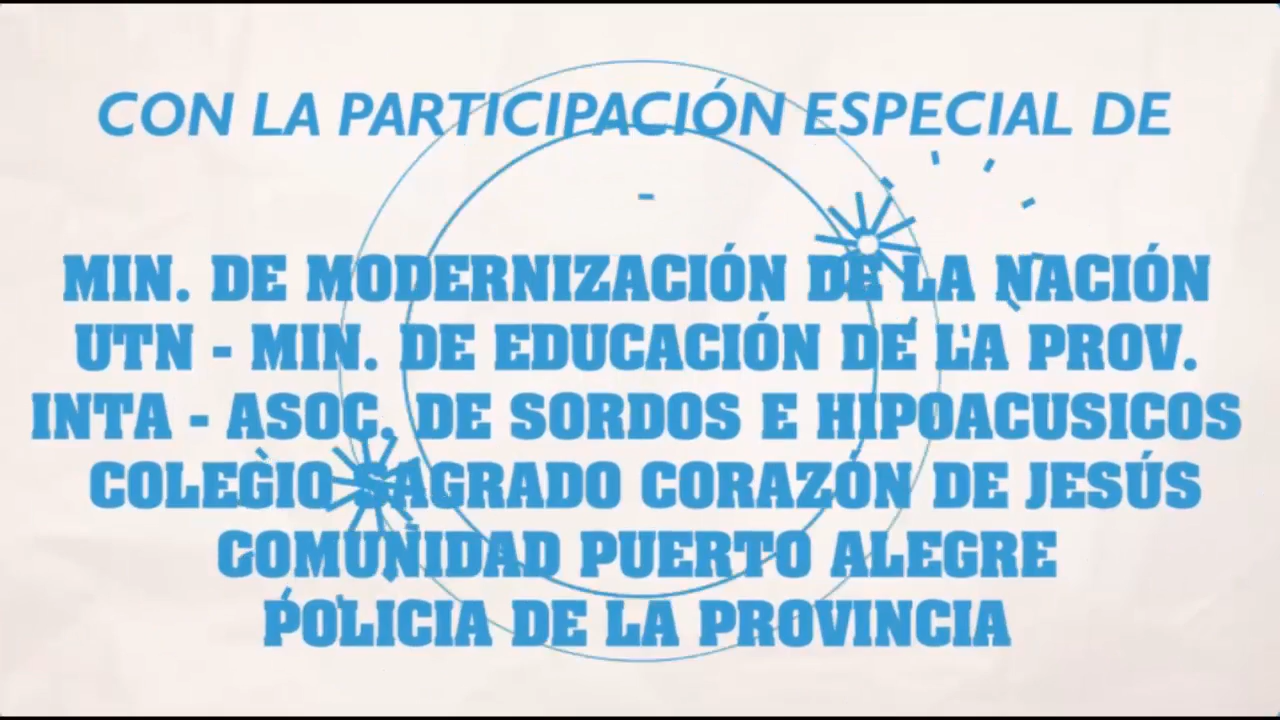 CON LA PARTICIPACIÓN ESPECIAL DE
-
MIN. DE MODERNIZACIÓN DE LA NACIÓN
UTN - MIN. DE EDUCACIÓN DE LA PROV.
INTA - ASOC. DE SORDOS E HIPOACUSICOS
COLEGIO SAGRADO CORAZÓN DE JESÚS
COMUNIDAD PUERTO ALEGRE
POLICIA DE LA PROVINCIA